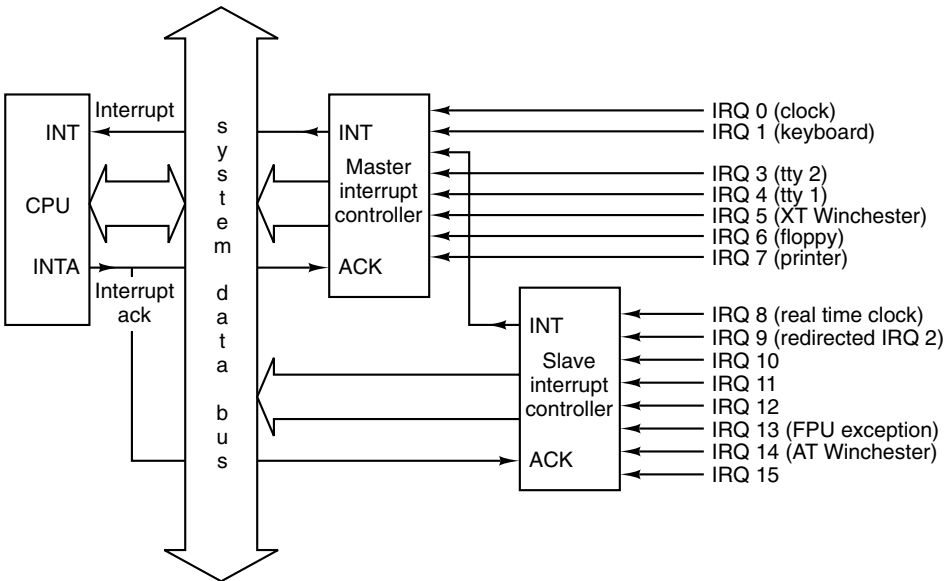 Interrupt
INT
CPU
INTA
Interrupt
ack
system data bus
INT
Master
interrupt
controller
ACK
IRQ 0 (clock)
IRQ 1 (keyboard)
IRQ 3 (tty 2)
IRQ 4 (tty 1)
IRQ 5 (XT Winchester)
IRQ 6 (floppy)
IRQ 7 (printer)
INT
Slave
interrupt
controller
ACK
IRQ 8 (real time clock)
IRQ 9 (redirected IRQ 2)
IRQ 10
IRQ 11
IRQ 12
IRQ 13 (FPU exception)
IRQ 14 (AT Winchester)
IRQ 15